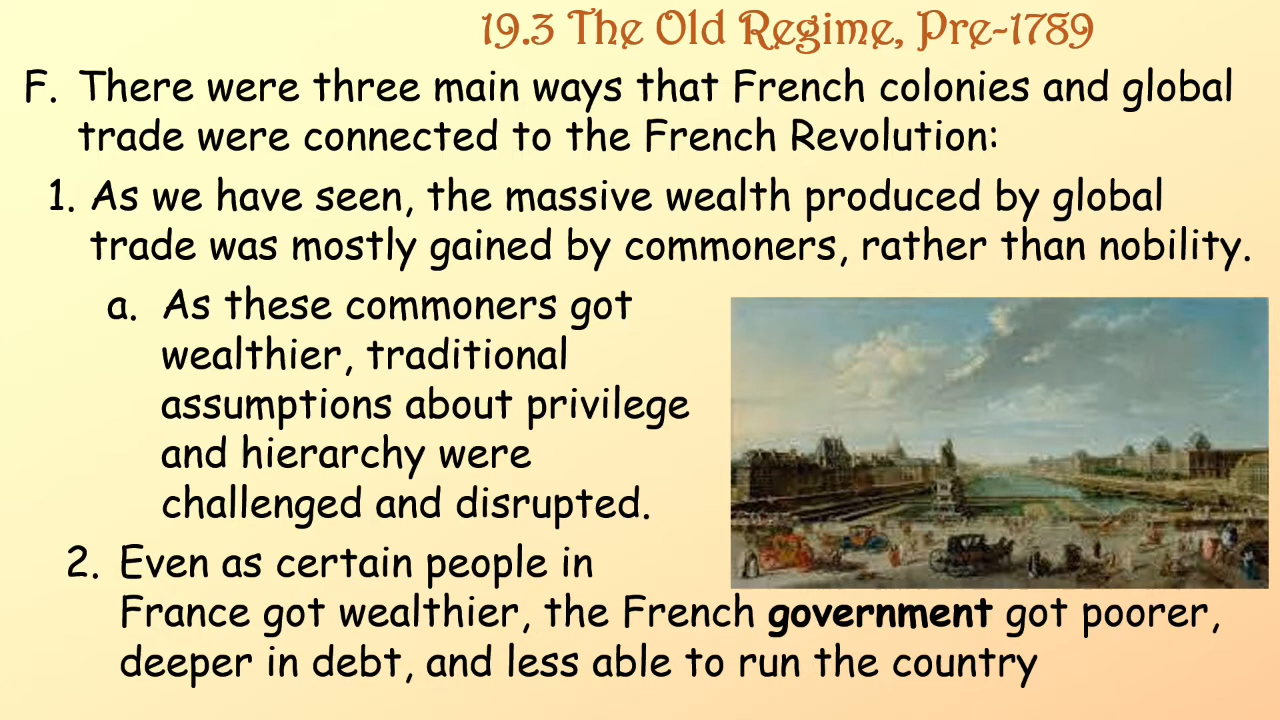 19.3 The Old Regime, Pre-1789
F. There were three main ways that French colonies and global
trade were connected to the French Revolution:
1. As we have seen, the massive wealth produced by global
trade was mostly gained by commoners, rather than nobility.
a. As these commoners got
wealthier, traditional
assumptions about privilege
and hierarchy were
challenged and disrupted.
2. Even as certain people in
France got wealthier, the French government got poorer,
deeper in debt, and less able to run the country